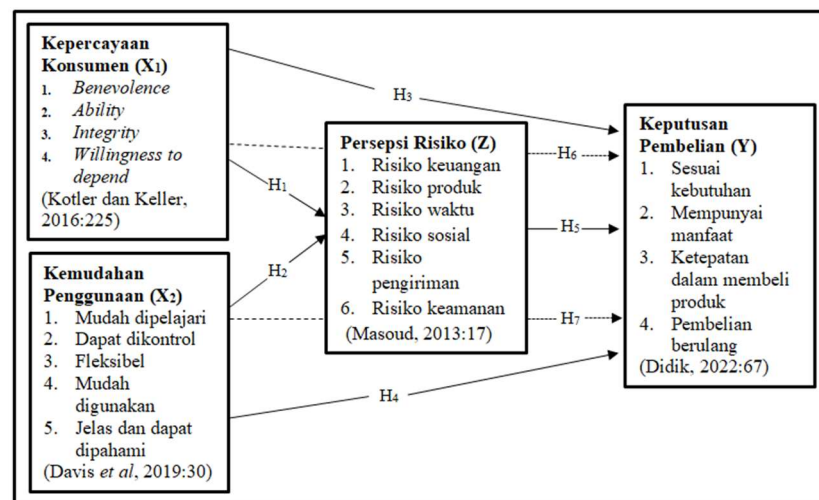 Kepercayaan
Konsumen (X₁)
1. Benevolence
2. Ability
3. Integrity
4. Willingness to
depend
(Kotler dan Keller,
2016:225)
Kemudahan
Penggunaan (X₂)
1. Mudah dipelajari
2. Dapat dikontrol
3. Fleksibel
4. Mudah
digunakan
5. Jelas dan dapat
dipahami
(Davis et al, 2019:30)
H₃
H₁
H₂
H₄
Persepsi Risiko (Z)
1. Risiko keuangan
2. Risiko produk
3. Risiko waktu
4. Risiko sosial
5. Risiko
pengiriman
6. Risiko keamanan
(Masoud, 2013:17)
H₆
H₅
H₇
Keputusan
Pembelian (Y)
1. Sesuai
kebutuhan
2. Mempunyai
manfaat
3. Ketepatan
dalam membeli
produk
4. Pembelian
berulang
(Didik, 2022:67)